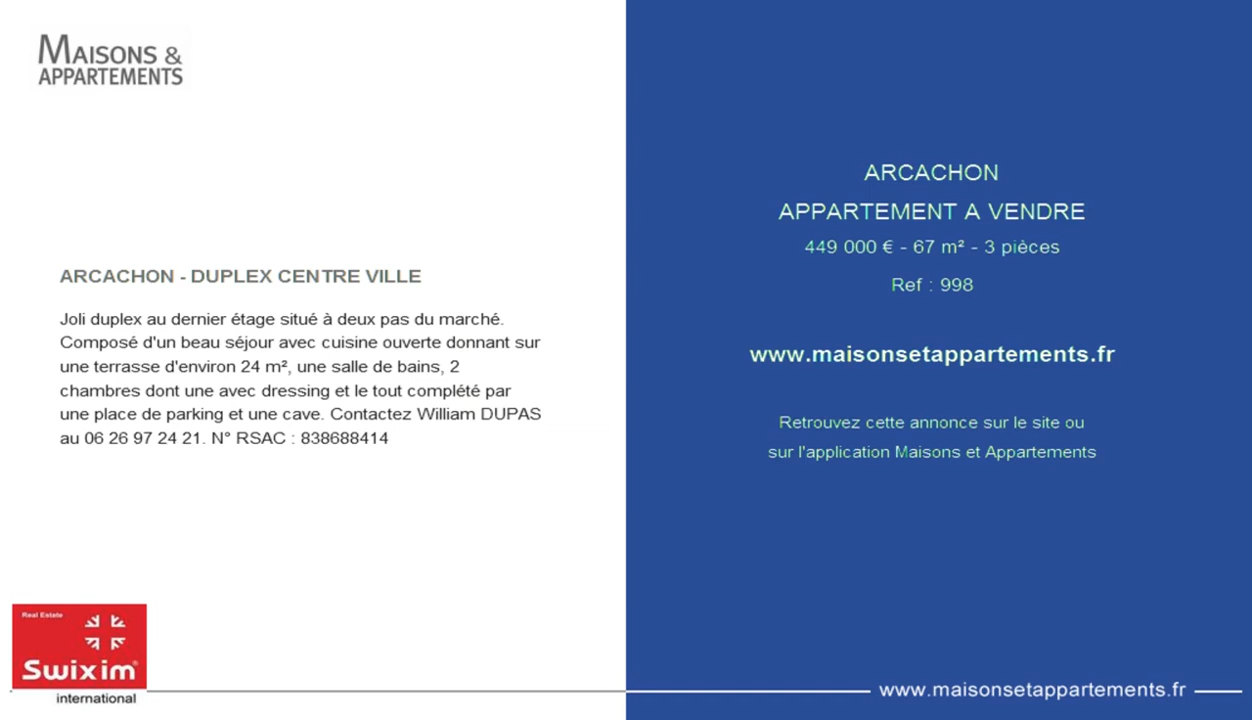 MAISONS &
APPARTEMENTS
ARCACHON - DUPLEX CENTRE VILLE
Joli duplex au dernier étage situé à deux pas du marché.
Composé d'un beau séjour avec cuisine ouverte donnant sur
une terrasse d'environ 24 m², une salle de bains, 2
chambres dont une avec dressing et le tout complété par
une place de parking et une cave. Contactez William DUPAS
au 06 26 97 24 21. N° RSAC : 838688414
Real Estate
Swixim®
international
ARCACHON
APPARTEMENT A VENDRE
449 000 € - 67 m² - 3 pièces
Ref : 998
www.maisonsetappartements.fr
Retrouvez cette annonce sur le site ou
sur l'application Maisons et Appartements
www.maisonsetappartements.fr